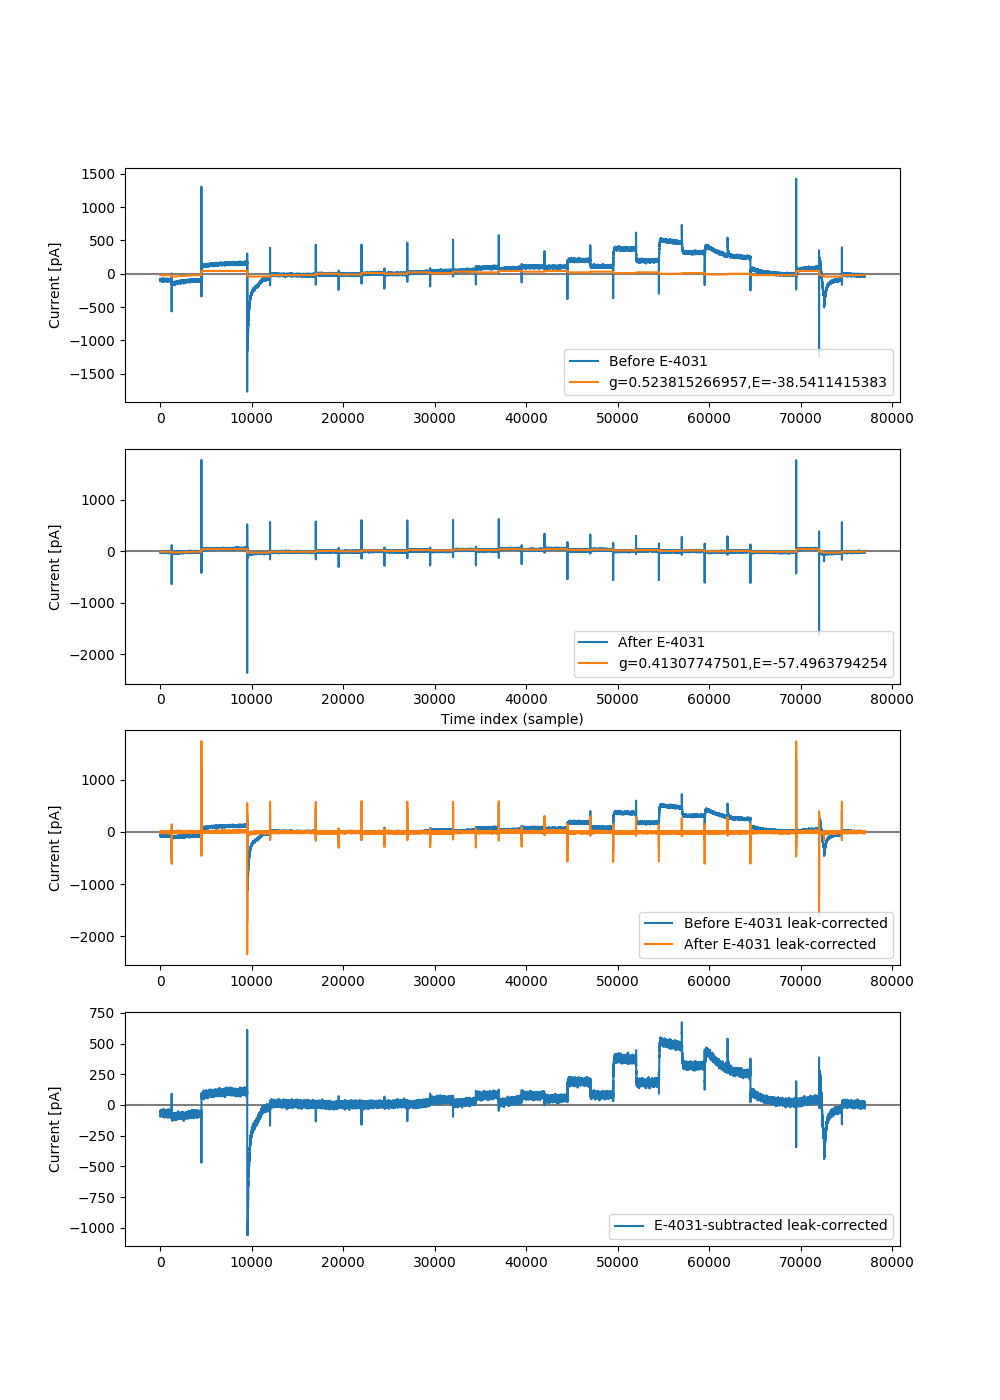 1500
1000
500
0
−500
−1000
−1500
Current [pA]
Before E-4031
g=0.523815266957,E=-38.5411415383
0 10000 20000 30000 40000 50000 60000 70000 80000
1000
0
−1000
−2000
Current [pA]
After E-4031
g=0.41307747501,E=-57.4963794254
0 10000 20000 30000 40000 50000 60000 70000 80000
Time index (sample)
1000
0
−1000
−2000
Current [pA]
Before E-4031 leak-corrected
After E-4031 leak-corrected
0 10000 20000 30000 40000 50000 60000 70000 80000
750
500
250
0
−250
−500
−750
−1000
Current [pA]
E-4031-subtracted leak-corrected
0 10000 20000 30000 40000 50000 60000 70000 80000